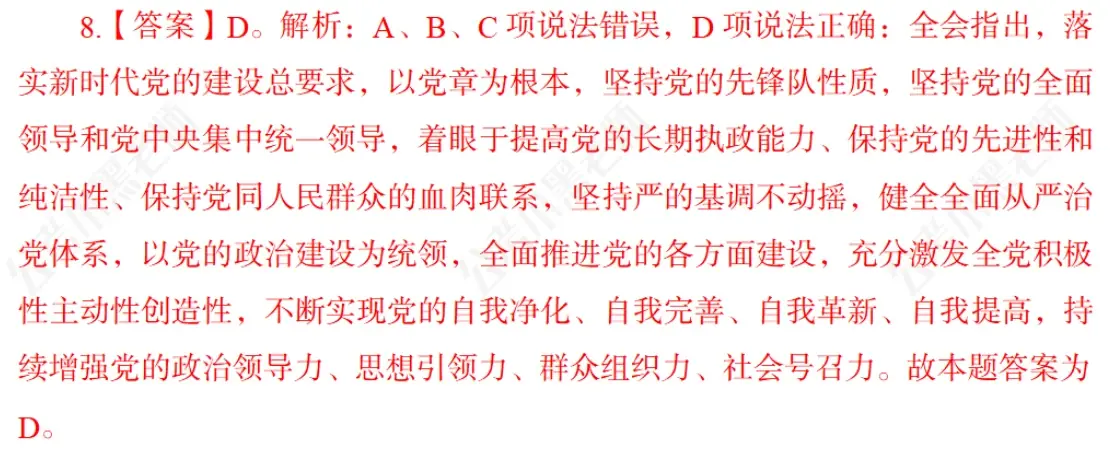 8.【答案】D。解析：A、B、C 项说法错误，D 项说法正确：全会指出，落
实新时代党的建设总要求，以党章为根本，坚持党的先锋队性质，坚持党的全面
领导和党中央集中统一领导，着眼于提高党的长期执政能力、保持党的先进性和
纯洁性、保持党同人民群众的血肉联系，坚持严的基调不动摇，健全全面从严治
党体系，以党的政治建设为统领，全面推进党的各方面建设，充分激发全党积极
性主动性创造性，不断实现党的自我净化、自我完善、自我革新、自我提高，持
续增强党的政治领导力、思想引领力、群众组织力、社会号召力。故本题答案为
D。